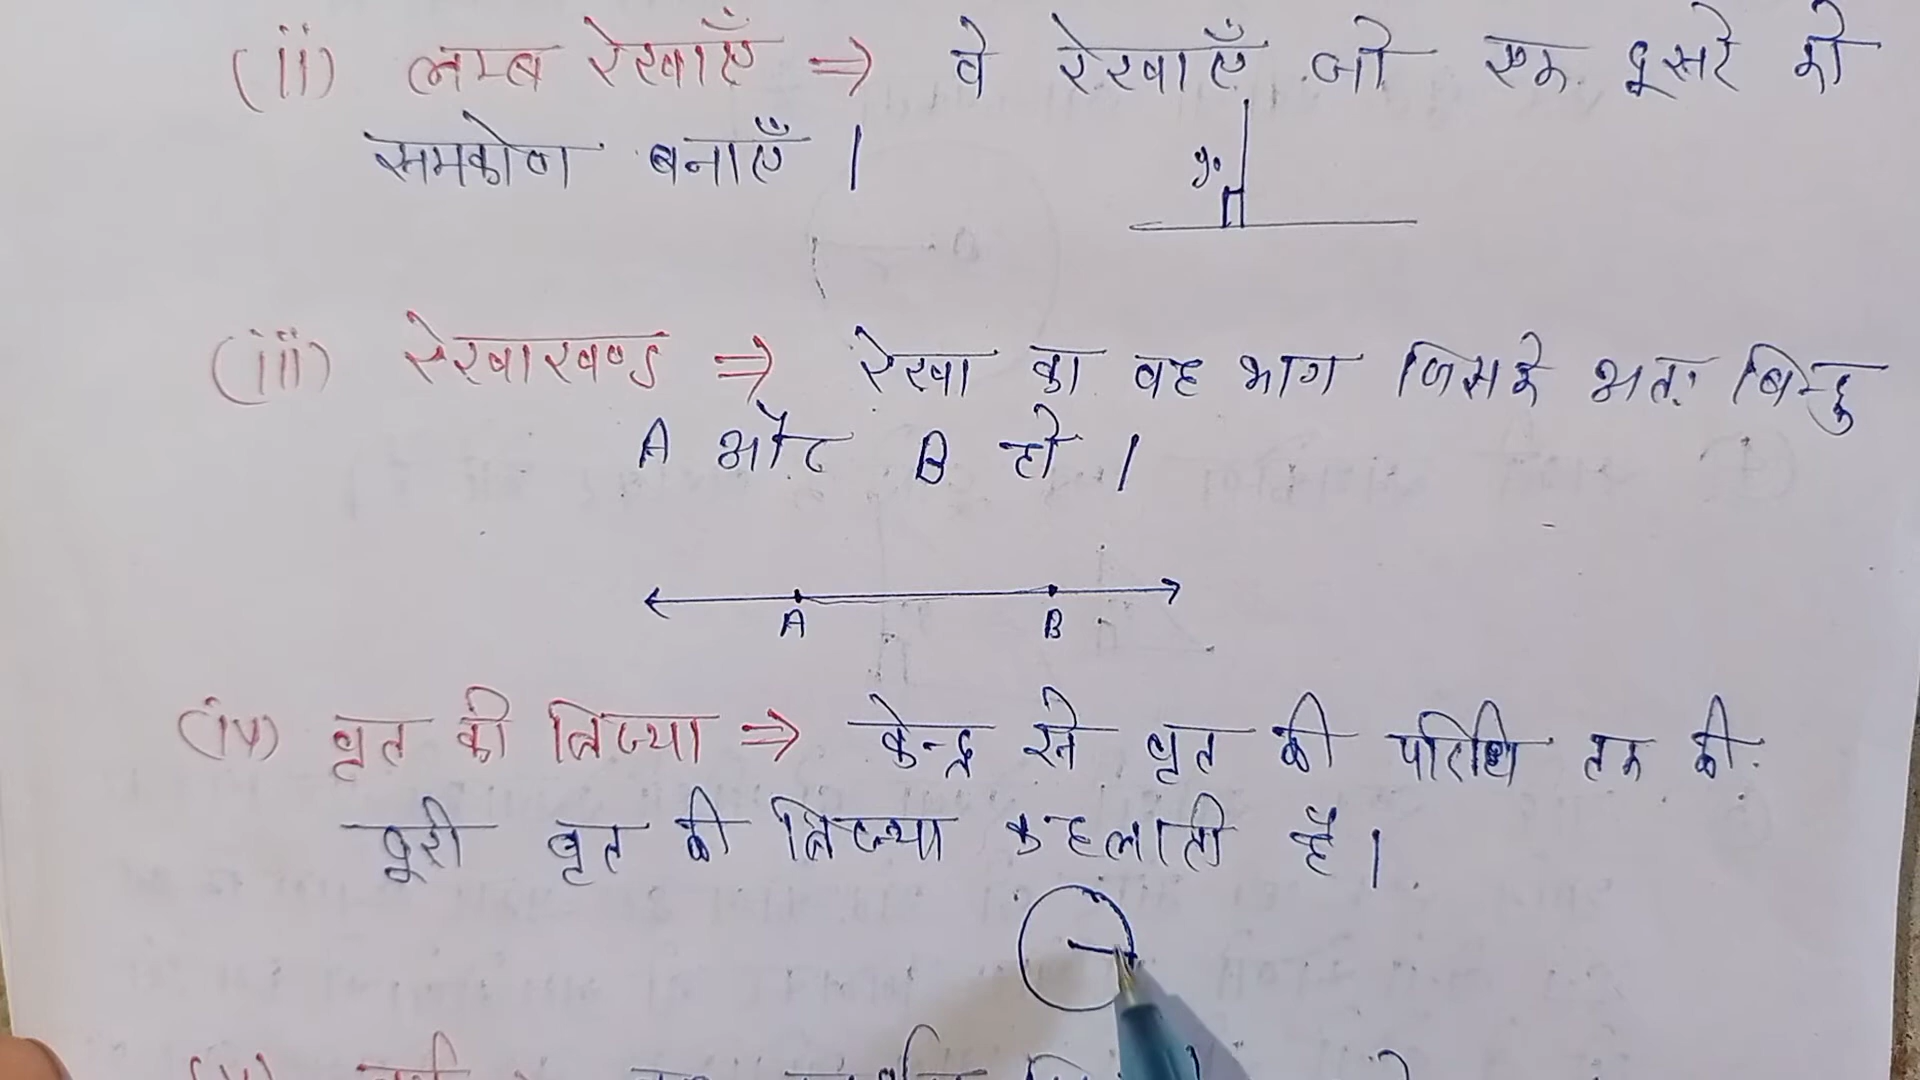 (ii) लम्ब रेखाएँ ⇒ वे रेखाएँ जो एक दूसरे को
समकोण बनाएँ ।
90
(iii) रेखाखण्ड ⇒ रेखा का वह भाग जिसके अंत: बिन्दु
A और B हो ।
A B
(iv) वृत की त्रिज्या ⇒ केन्द्र से वृत की परिधि तक की
दूरी वृत की त्रिज्या कहलाती है ।
(v)